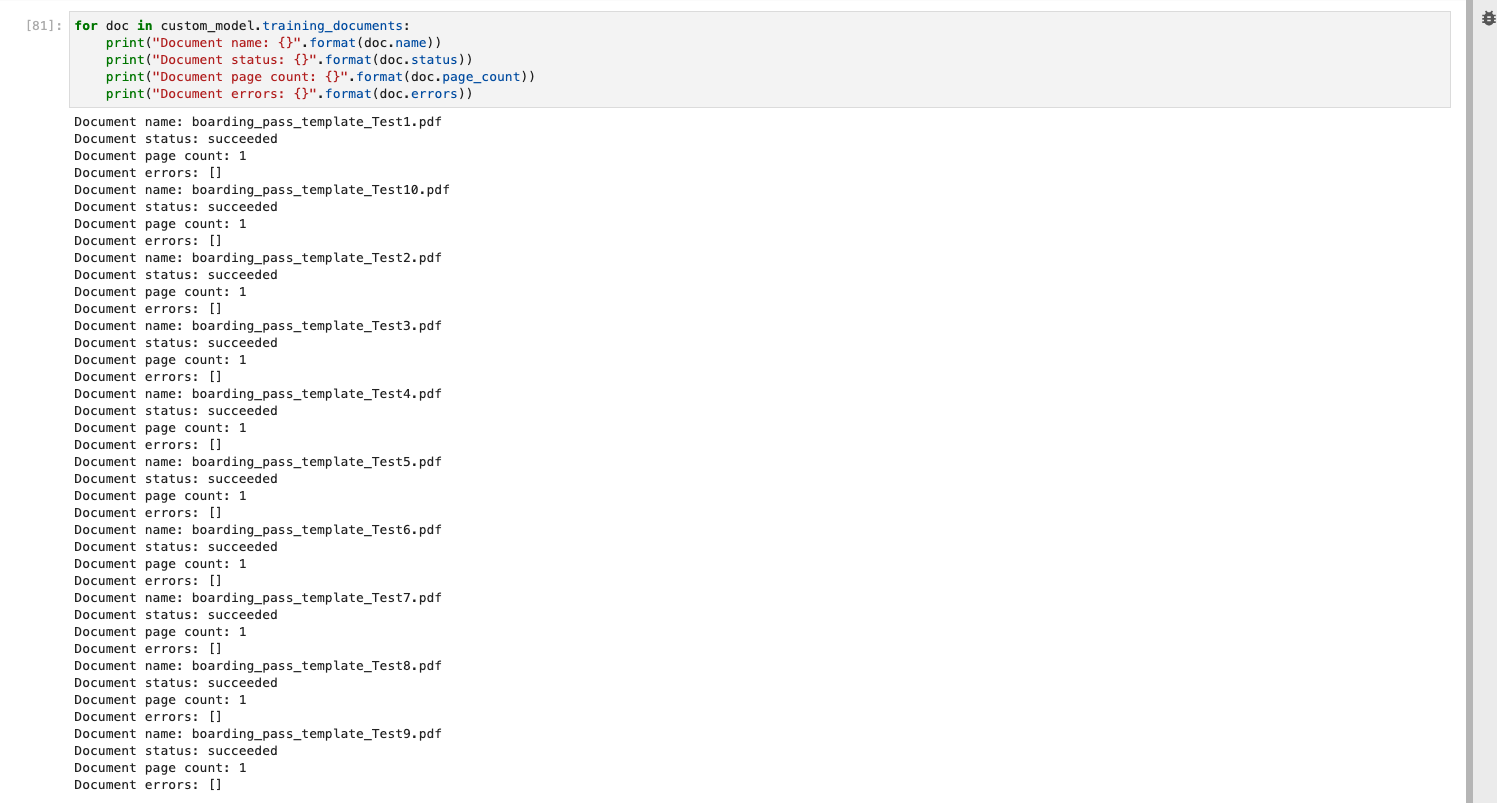 [81]: for doc in custom_model.training_documents:
    print("Document name: {}".format(doc.name))
    print("Document status: {}".format(doc.status))
    print("Document page count: {}".format(doc.page_count))
    print("Document errors: {}".format(doc.errors))
Document name: boarding_pass_template_Test1.pdf
Document status: succeeded
Document page count: 1
Document errors: []
Document name: boarding_pass_template_Test10.pdf
Document status: succeeded
Document page count: 1
Document errors: []
Document name: boarding_pass_template_Test2.pdf
Document status: succeeded
Document page count: 1
Document errors: []
Document name: boarding_pass_template_Test3.pdf
Document status: succeeded
Document page count: 1
Document errors: []
Document name: boarding_pass_template_Test4.pdf
Document status: succeeded
Document page count: 1
Document errors: []
Document name: boarding_pass_template_Test5.pdf
Document status: succeeded
Document page count: 1
Document errors: []
Document name: boarding_pass_template_Test6.pdf
Document status: succeeded
Document page count: 1
Document errors: []
Document name: boarding_pass_template_Test7.pdf
Document status: succeeded
Document page count: 1
Document errors: []
Document name: boarding_pass_template_Test8.pdf
Document status: succeeded
Document page count: 1
Document errors: []
Document name: boarding_pass_template_Test9.pdf
Document status: succeeded
Document page count: 1
Document errors: []